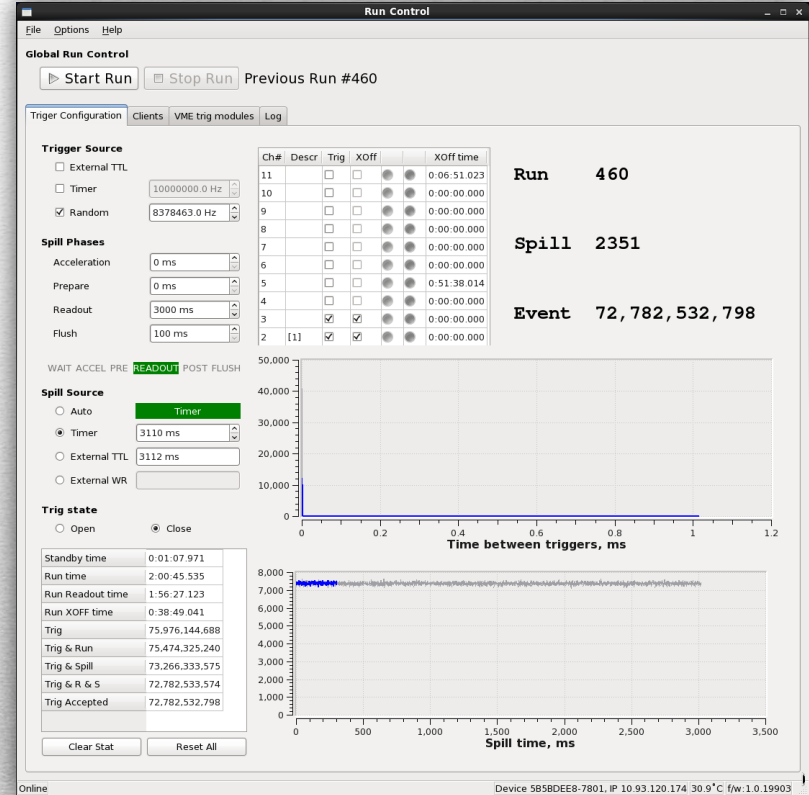 Run Control
File Options Help
Global Run Control
Start Run Stop Run Previous Run #460
Triger Configuration Clients VME trig modules Log
Trigger Source
External TTL
Timer 10000000.0 Hz
Random 8378463.0 Hz
Spill Phases
Acceleration 0 ms
Prepare 0 ms
Readout 3000 ms
Flush 100 ms
WAIT ACCEL PRE READOUT POST FLUSH
Spill Source
Auto Timer
Timer 3110 ms
External TTL 3112 ms
External WR
Trig state
Open Close
Standby time 0:01:07.971
Run time 2:00:45.535
Run Readout time 1:56:27.123
Run XOFF time 0:38:49.041
Trig 75,976,144,688
Trig & Run 75,474,325,240
Trig & Spill 73,266,333,575
Trig & R & S 72,782,533,574
Trig Accepted 72,782,532,798
Clear Stat Reset All
Ch# Descr Trig XOff XOff time
11 0:06:51.023
10 0:00:00.000
9 0:00:00.000
8 0:00:00.000
7 0:00:00.000
6 0:00:00.000
5 0:51:38.014
4 0:00:00.000
3 0:00:00.000
2 [1] 0:00:00.000
Run 460
Spill 2351
Event 72,782,532,798
50,000
40,000
30,000
20,000
10,000
0
0 0.2 0.4 0.6 0.8 1 1.2
Time between triggers, ms
8,000
7,000
6,000
5,000
4,000
3,000
2,000
1,000
0
0 500 1,000 1,500 2,000 2,500 3,000 3,500
Spill time, ms
Online Device 5B5BDEE8-7801, IP 10.93.120.174 30.9˚C f/w:1.0.19903